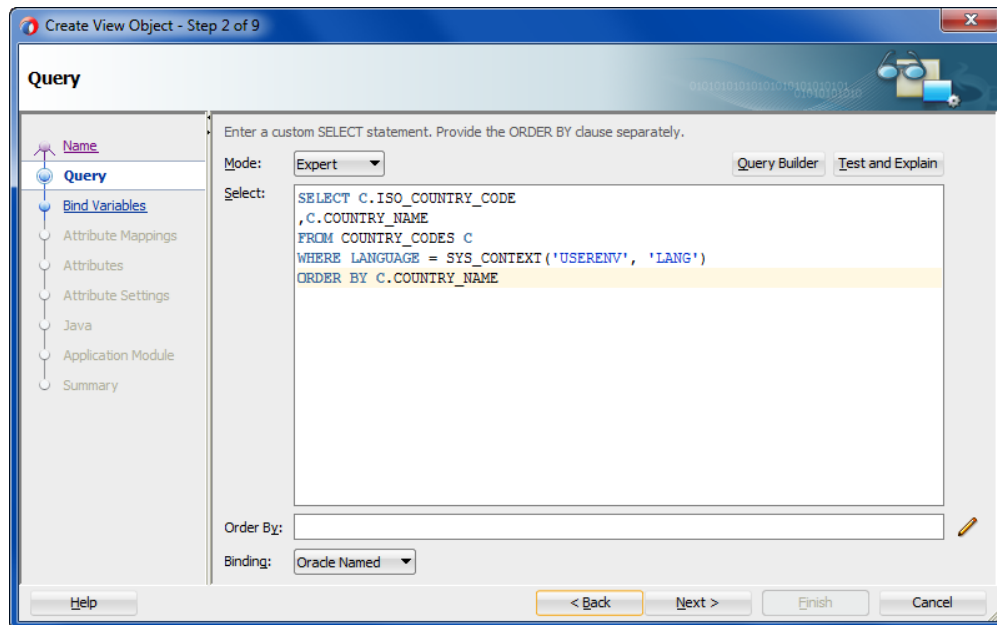 Create View Object - Step 2 of 9
Query
Name
Query
Bind Variables
Attribute Mappings
Attributes
Attribute Settings
Java
Application Module
Summary
Enter a custom SELECT statement. Provide the ORDER BY clause separately.
Mode: Expert Query Builder Test and Explain
Select:
SELECT C.ISO_COUNTRY_CODE
,C.COUNTRY_NAME
FROM COUNTRY_CODES C
WHERE LANGUAGE = SYS_CONTEXT('USERENV', 'LANG')
ORDER BY C.COUNTRY_NAME
Order By:
Binding: Oracle Named
Help < Back Next > Finish Cancel